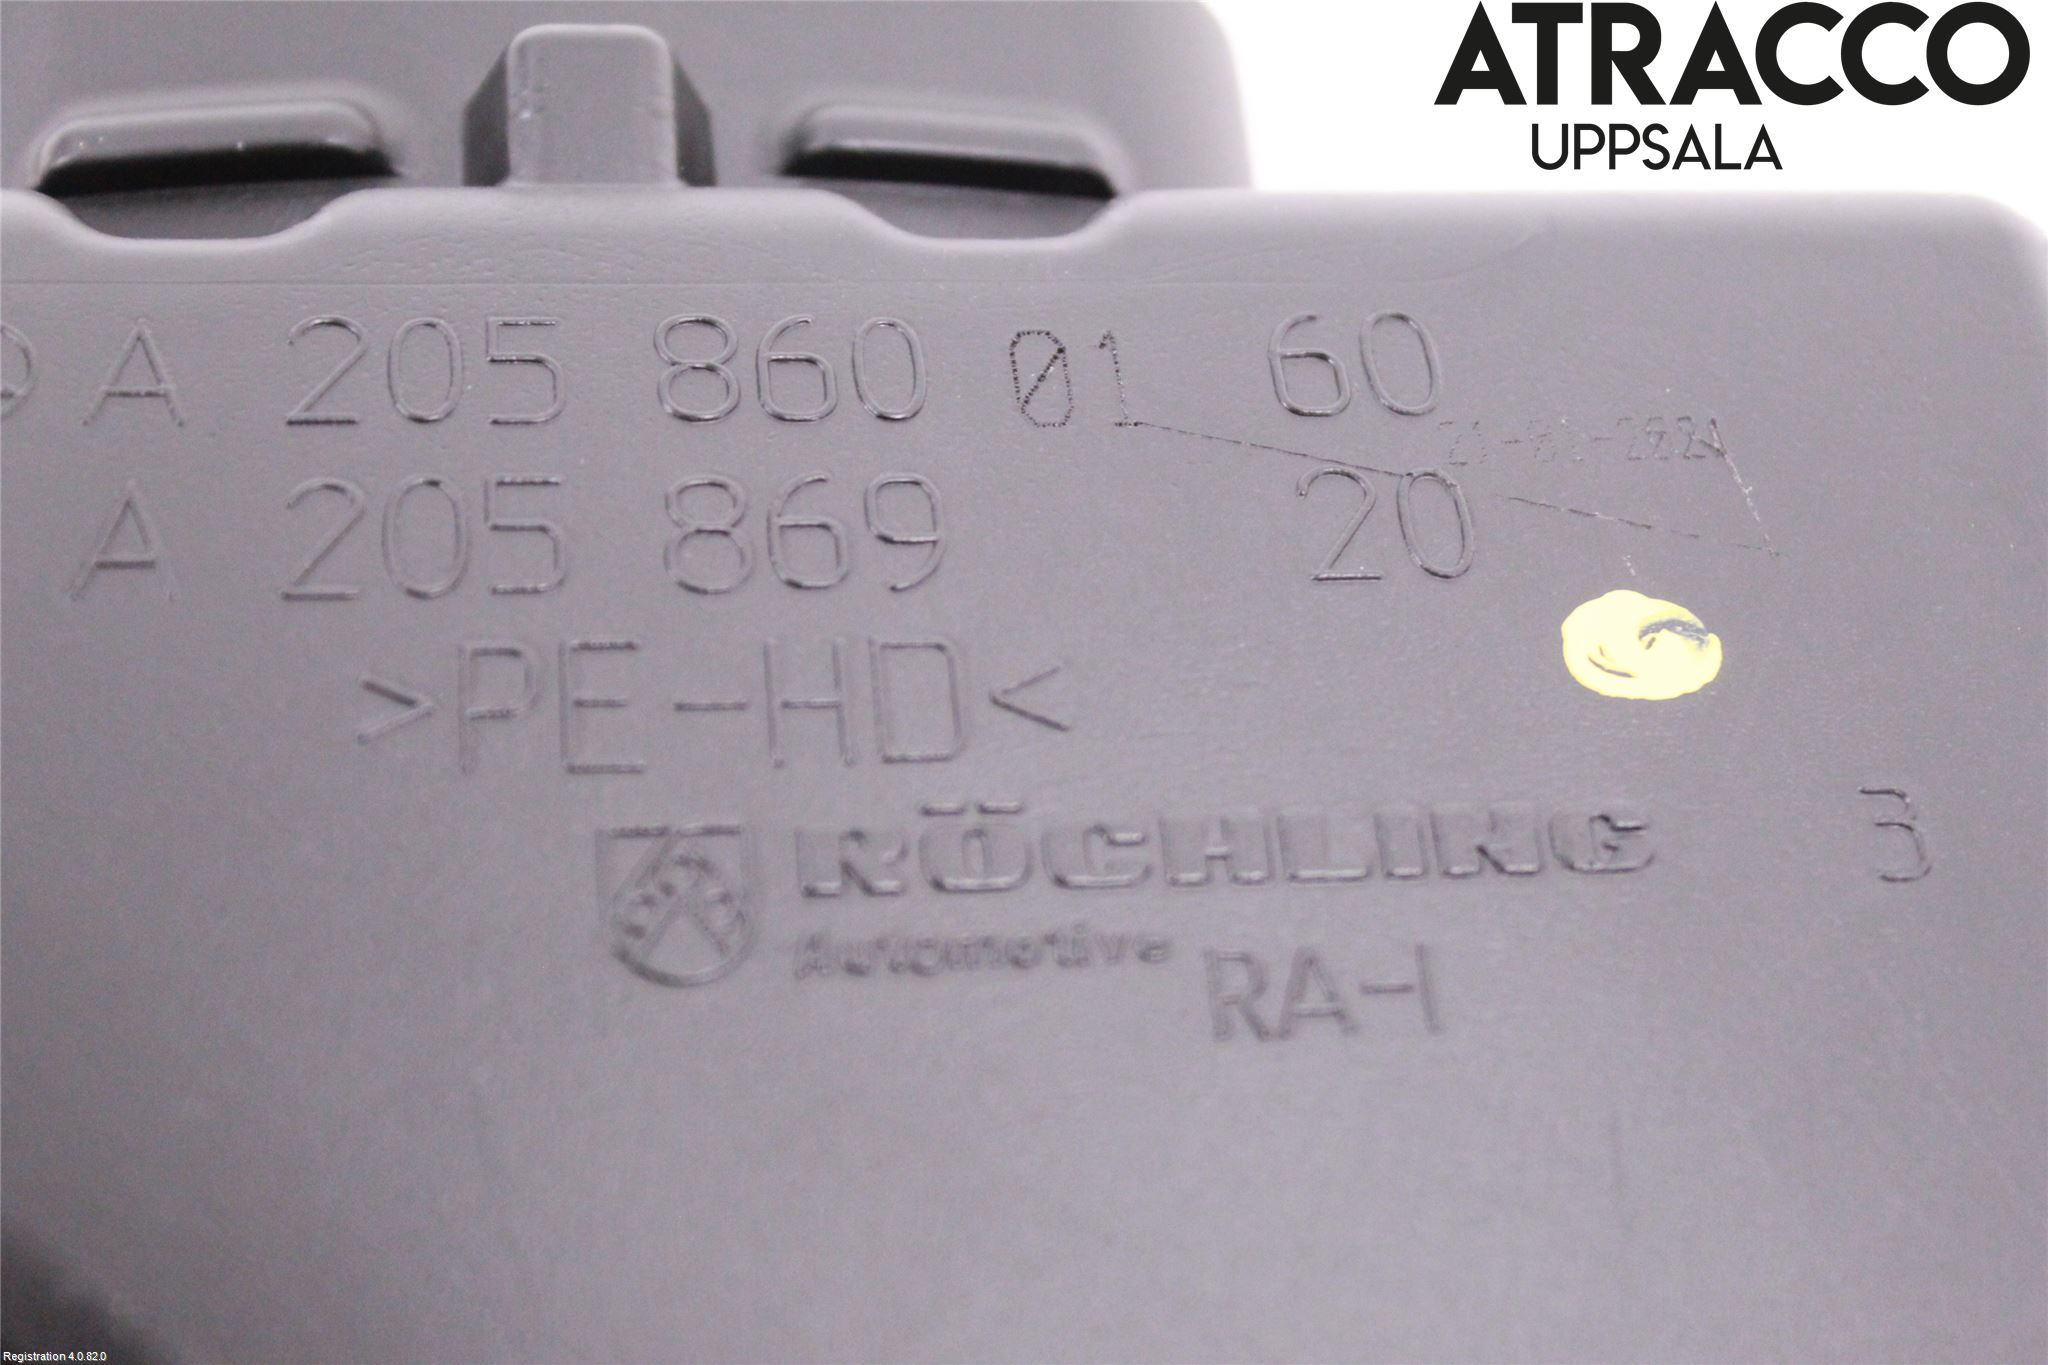 ATRACCO
UPPSALA
9 A 205 860 01 60
A 205 869 20
>PE-HD<
RÖCHLING
3
Automotive
RA-I
Registration 4.0.82.0